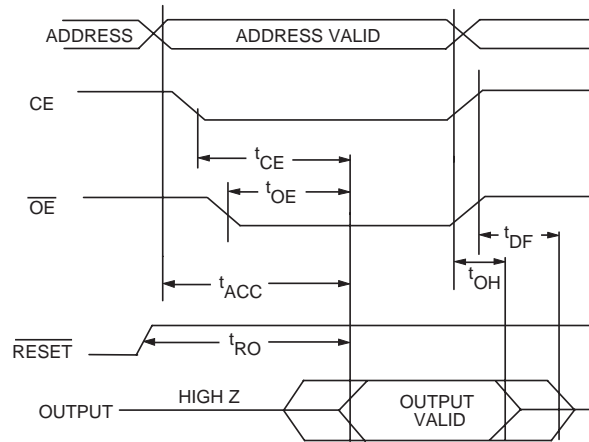 ADDRESS
ADDRESS VALID
CE
tCE
tOE
OE
tDF
tOH
tACC
RESET
tRO
OUTPUT
HIGH Z
OUTPUT
VALID